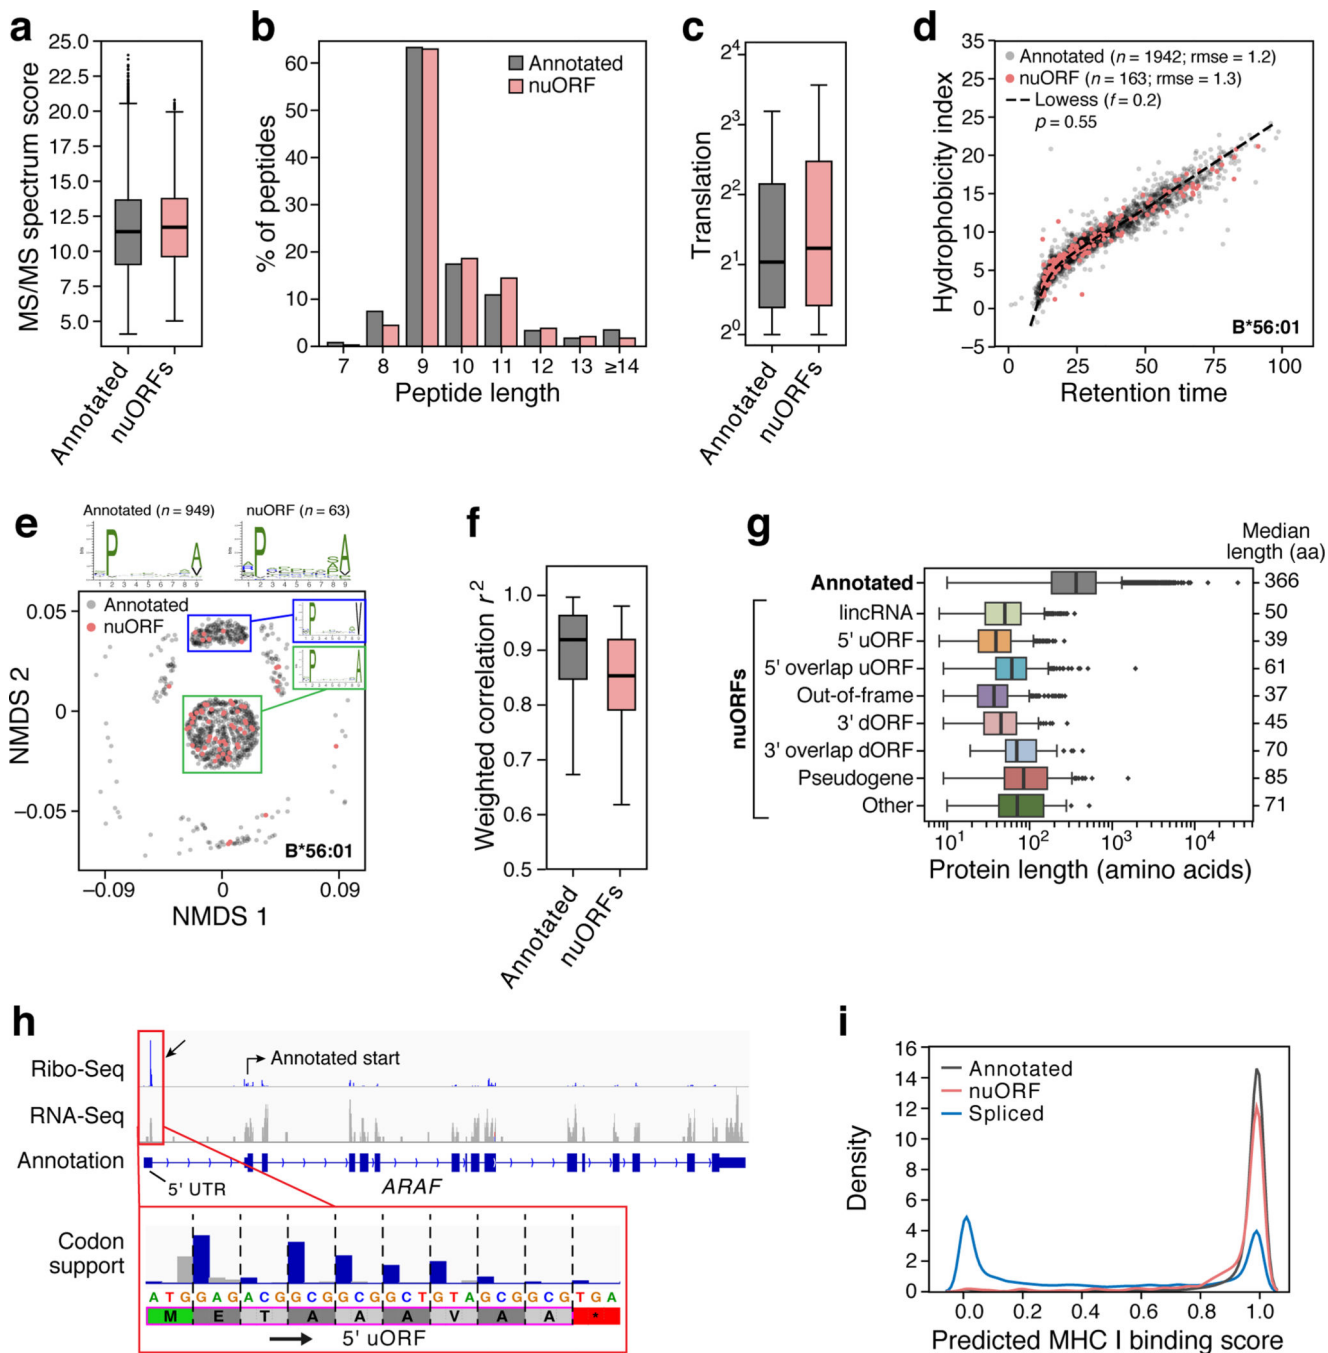 a
25.0
22.5
20.0
17.5
15.0
12.5
10.0
7.5
5.0
MS/MS spectrum score
Annotated
nuORFs
b
60
50
40
30
20
10
0
% of peptides
Annotated
nuORF
7 8 9 10 11 12 13 ≥14
Peptide length
c
2⁴
2³
2²
2¹
2⁰
Translation
Annotated
nuORFs
d
35
25
20
15
10
5
0
−5
Hydrophobicity index
Annotated (n = 1942; rmse = 1.2)
nuORF (n = 163; rmse = 1.3)
Lowess (f = 0.2)
p = 0.55
B*56:01
0 25 50 75 100
Retention time
e
Annotated (n = 949)
nuORF (n = 63)
P A
P A
Annotated
nuORF
0.05
0
−0.05
NMDS 2
P V
P A
B*56:01
−0.09 0 0.09
NMDS 1
f
1.0
0.9
0.8
0.7
0.6
0.5
Weighted correlation r²
Annotated
nuORFs
g
Median
length (aa)
Annotated 366
nuORFs
lincRNA 50
5' uORF 39
5' overlap uORF 61
Out-of-frame 37
3' dORF 45
3' overlap dORF 70
Pseudogene 85
Other 71
10¹ 10² 10³ 10⁴
Protein length (amino acids)
h
Ribo-Seq
Annotated start
RNA-Seq
Annotation
5' UTR
ARAF
Codon
support
A T G G A G A C G G C G G C G G C T G T A G C G G C G T G A
M E T A A A V A A *
5' uORF
i
16
14
12
10
8
6
4
2
0
Density
Annotated
nuORF
Spliced
0.0 0.2 0.4 0.6 0.8 1.0
Predicted MHC I binding score